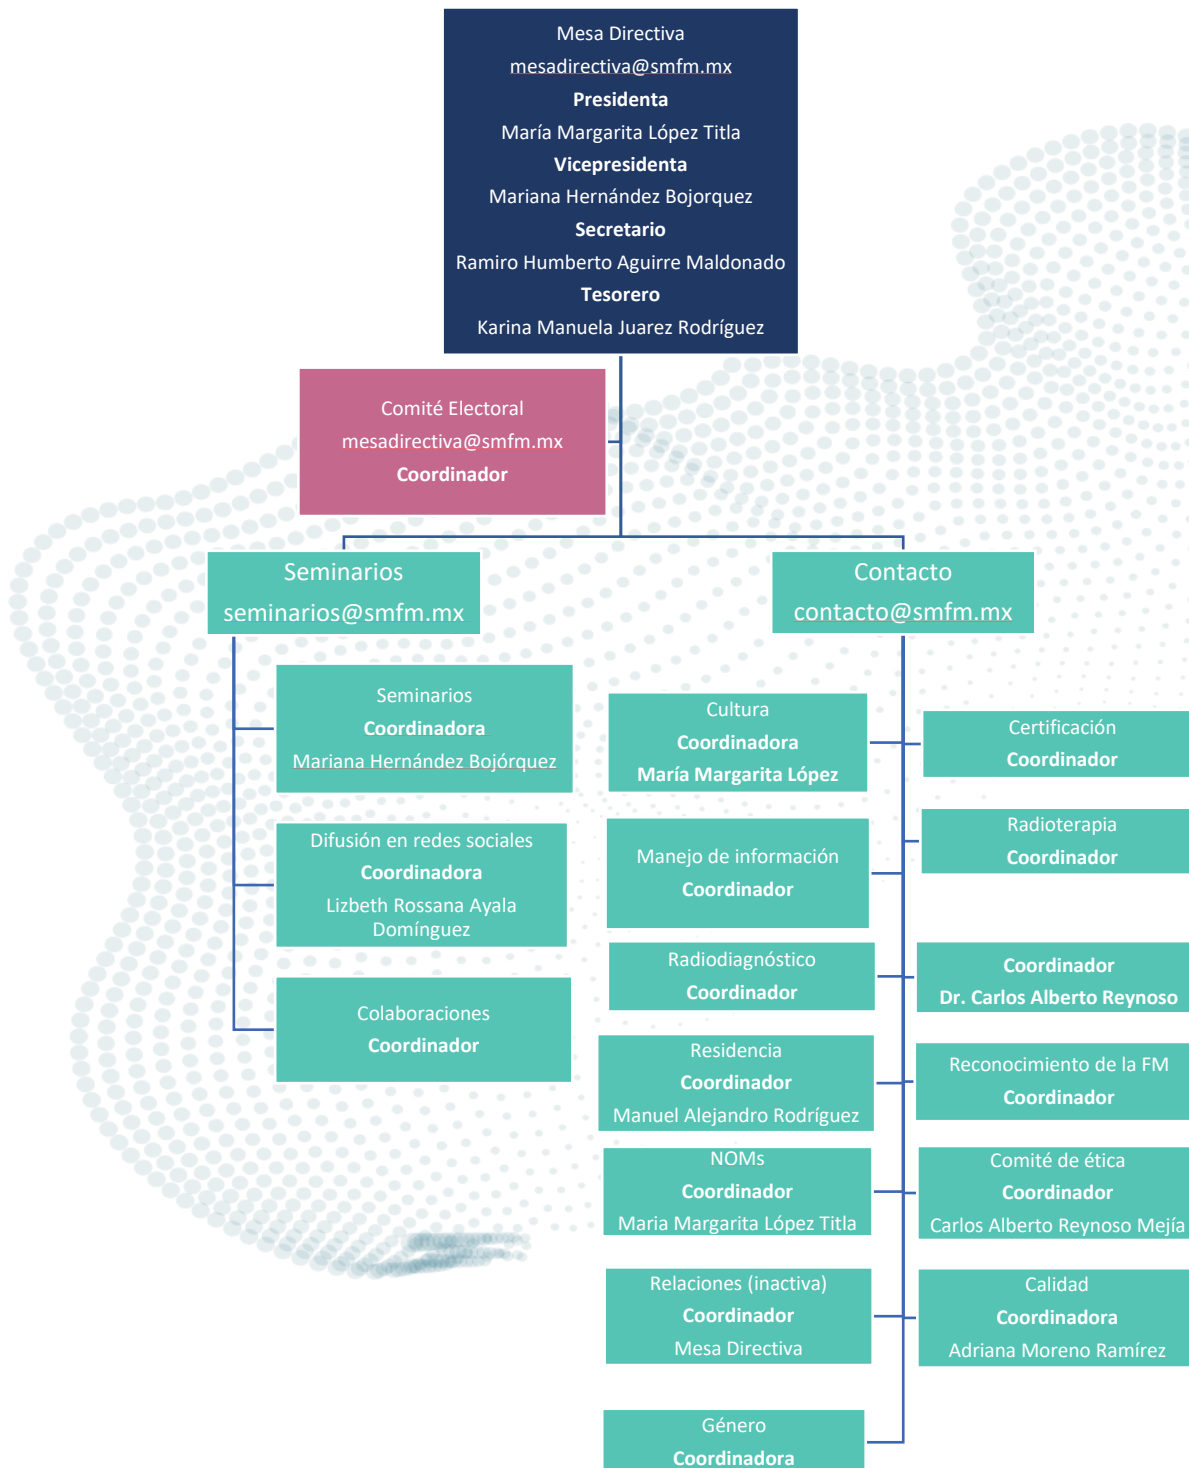 Mesa Directiva
mesadirectiva@smfm.mx
Presidenta
María Margarita López Titla
Vicepresidenta
Mariana Hernández Bojorquez
Secretario
Ramiro Humberto Aguirre Maldonado
Tesorero
Karina Manuela Juarez Rodríguez
Comité Electoral
mesadirectiva@smfm.mx
Coordinador
Seminarios
seminarios@smfm.mx
Seminarios
Coordinadora
Mariana Hernández Bojórquez
Difusión en redes sociales
Coordinadora
Lizbeth Rossana Ayala
Domínguez
Colaboraciones
Coordinador
Contacto
contacto@smfm.mx
Cultura
Coordinadora
María Margarita López
Certificación
Coordinador
Manejo de información
Coordinador
Radioterapia
Coordinador
Radiodiagnóstico
Coordinador
Coordinador
Dr. Carlos Alberto Reynoso
Residencia
Coordinador
Manuel Alejandro Rodríguez
Reconocimiento de la FM
Coordinador
NOMs
Coordinador
Maria Margarita López Titla
Comité de ética
Coordinador
Carlos Alberto Reynoso Mejía
Relaciones (inactiva)
Coordinador
Mesa Directiva
Calidad
Coordinadora
Adriana Moreno Ramírez
Género
Coordinadora